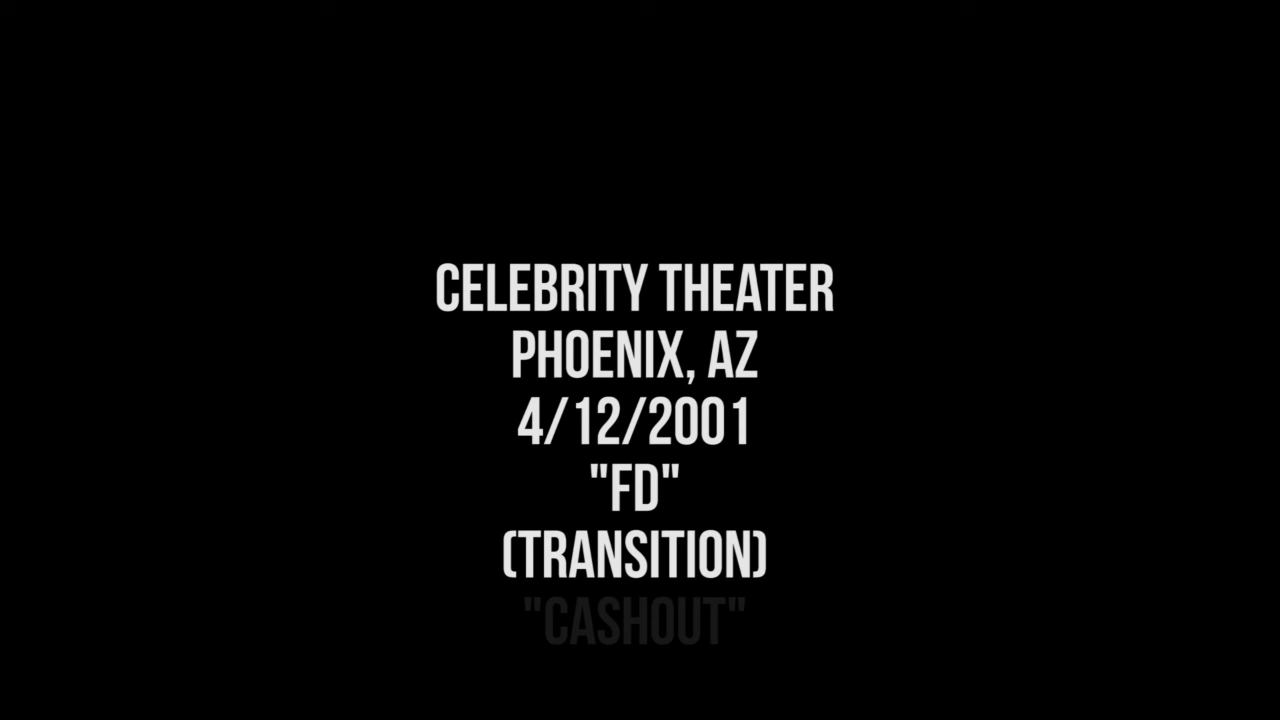 CELEBRITY THEATER
PHOENIX, AZ
4/12/2001
"FD"
(TRANSITION)
"CASHOUT"